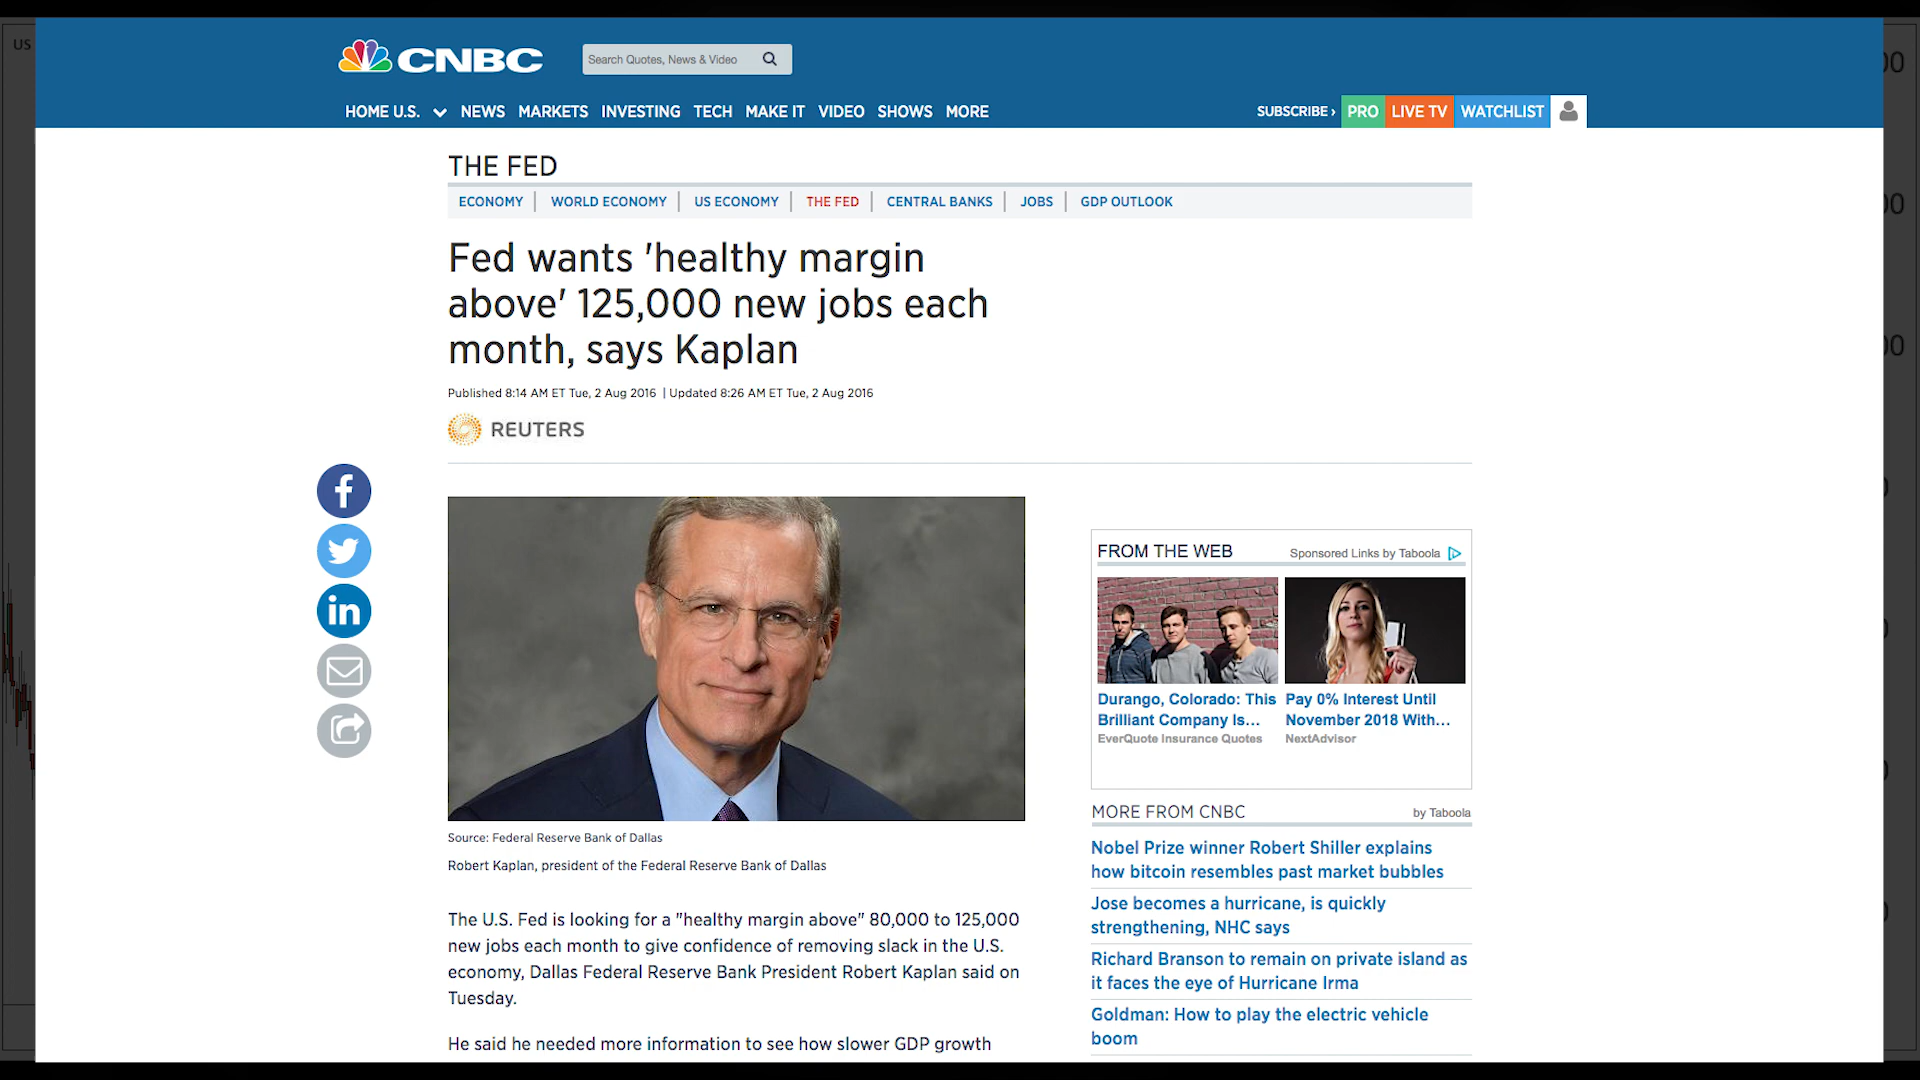 US
CNBC
Search Quotes, News & Video
HOME U.S. NEWS MARKETS INVESTING TECH MAKE IT VIDEO SHOWS MORE
SUBSCRIBE › PRO LIVE TV WATCHLIST
THE FED
ECONOMY WORLD ECONOMY US ECONOMY THE FED CENTRAL BANKS JOBS GDP OUTLOOK
Fed wants 'healthy margin
above' 125,000 new jobs each
month, says Kaplan
Published 8:14 AM ET Tue, 2 Aug 2016 | Updated 8:26 AM ET Tue, 2 Aug 2016
REUTERS
Source: Federal Reserve Bank of Dallas
Robert Kaplan, president of the Federal Reserve Bank of Dallas
The U.S. Fed is looking for a "healthy margin above" 80,000 to 125,000
new jobs each month to give confidence of removing slack in the U.S.
economy, Dallas Federal Reserve Bank President Robert Kaplan said on
Tuesday.
He said he needed more information to see how slower GDP growth
FROM THE WEB
Sponsored Links by Taboola
Durango, Colorado: This
Brilliant Company Is...
EverQuote Insurance Quotes
Pay 0% Interest Until
November 2018 With...
NextAdvisor
MORE FROM CNBC
by Taboola
Nobel Prize winner Robert Shiller explains
how bitcoin resembles past market bubbles
Jose becomes a hurricane, is quickly
strengthening, NHC says
Richard Branson to remain on private island as
it faces the eye of Hurricane Irma
Goldman: How to play the electric vehicle
boom